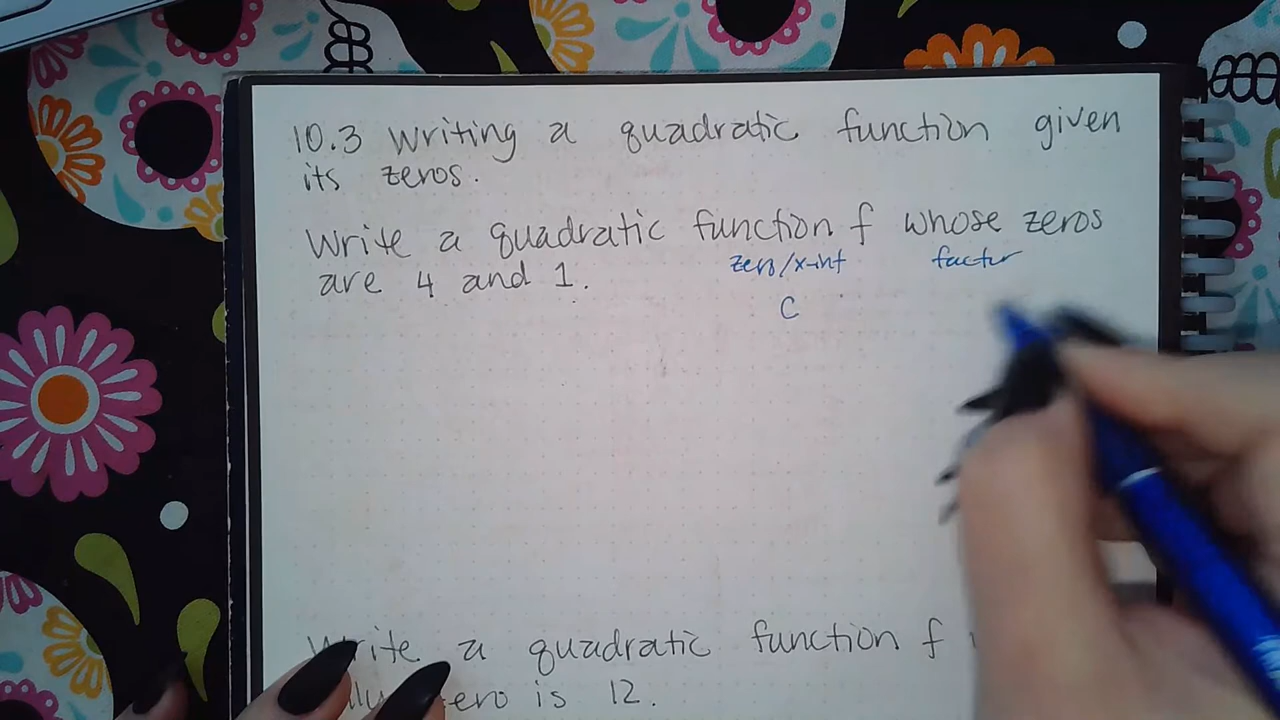 10.3 Writing a quadratic function given
its zeros.
Write a quadratic function f whose zeros
are 4 and 1.
zero/x-int factor
c
Write a quadratic function f
zero is 12.